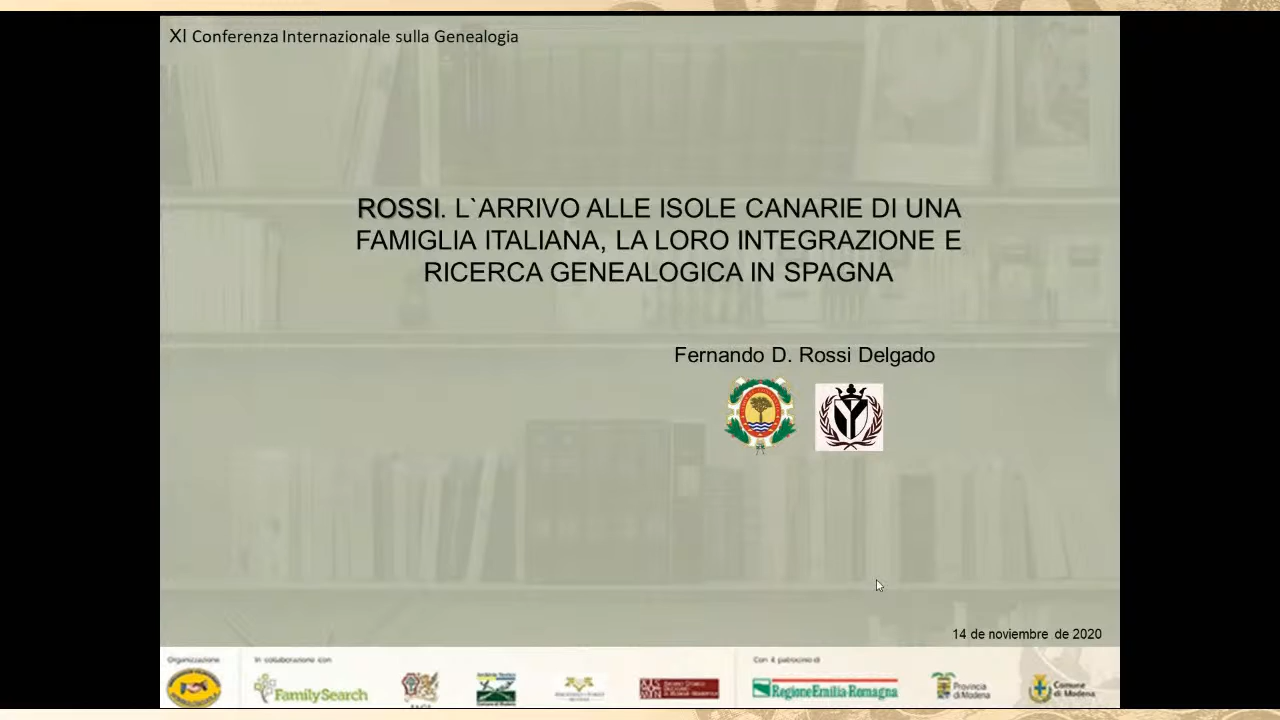 XI Conferenza Internazionale sulla Genealogia
ROSSI. L`ARRIVO ALLE ISOLE CANARIE DI UNA
FAMIGLIA ITALIANA, LA LORO INTEGRAZIONE E
RICERCA GENEALOGICA IN SPAGNA
Fernando D. Rossi Delgado
14 de noviembre de 2020
Organizzazione
In collaborazione con
Con il patrocinio di
FamilySearch
RegioneEmilia-Romagna
Provincia
di Modena
Comune
di Modena